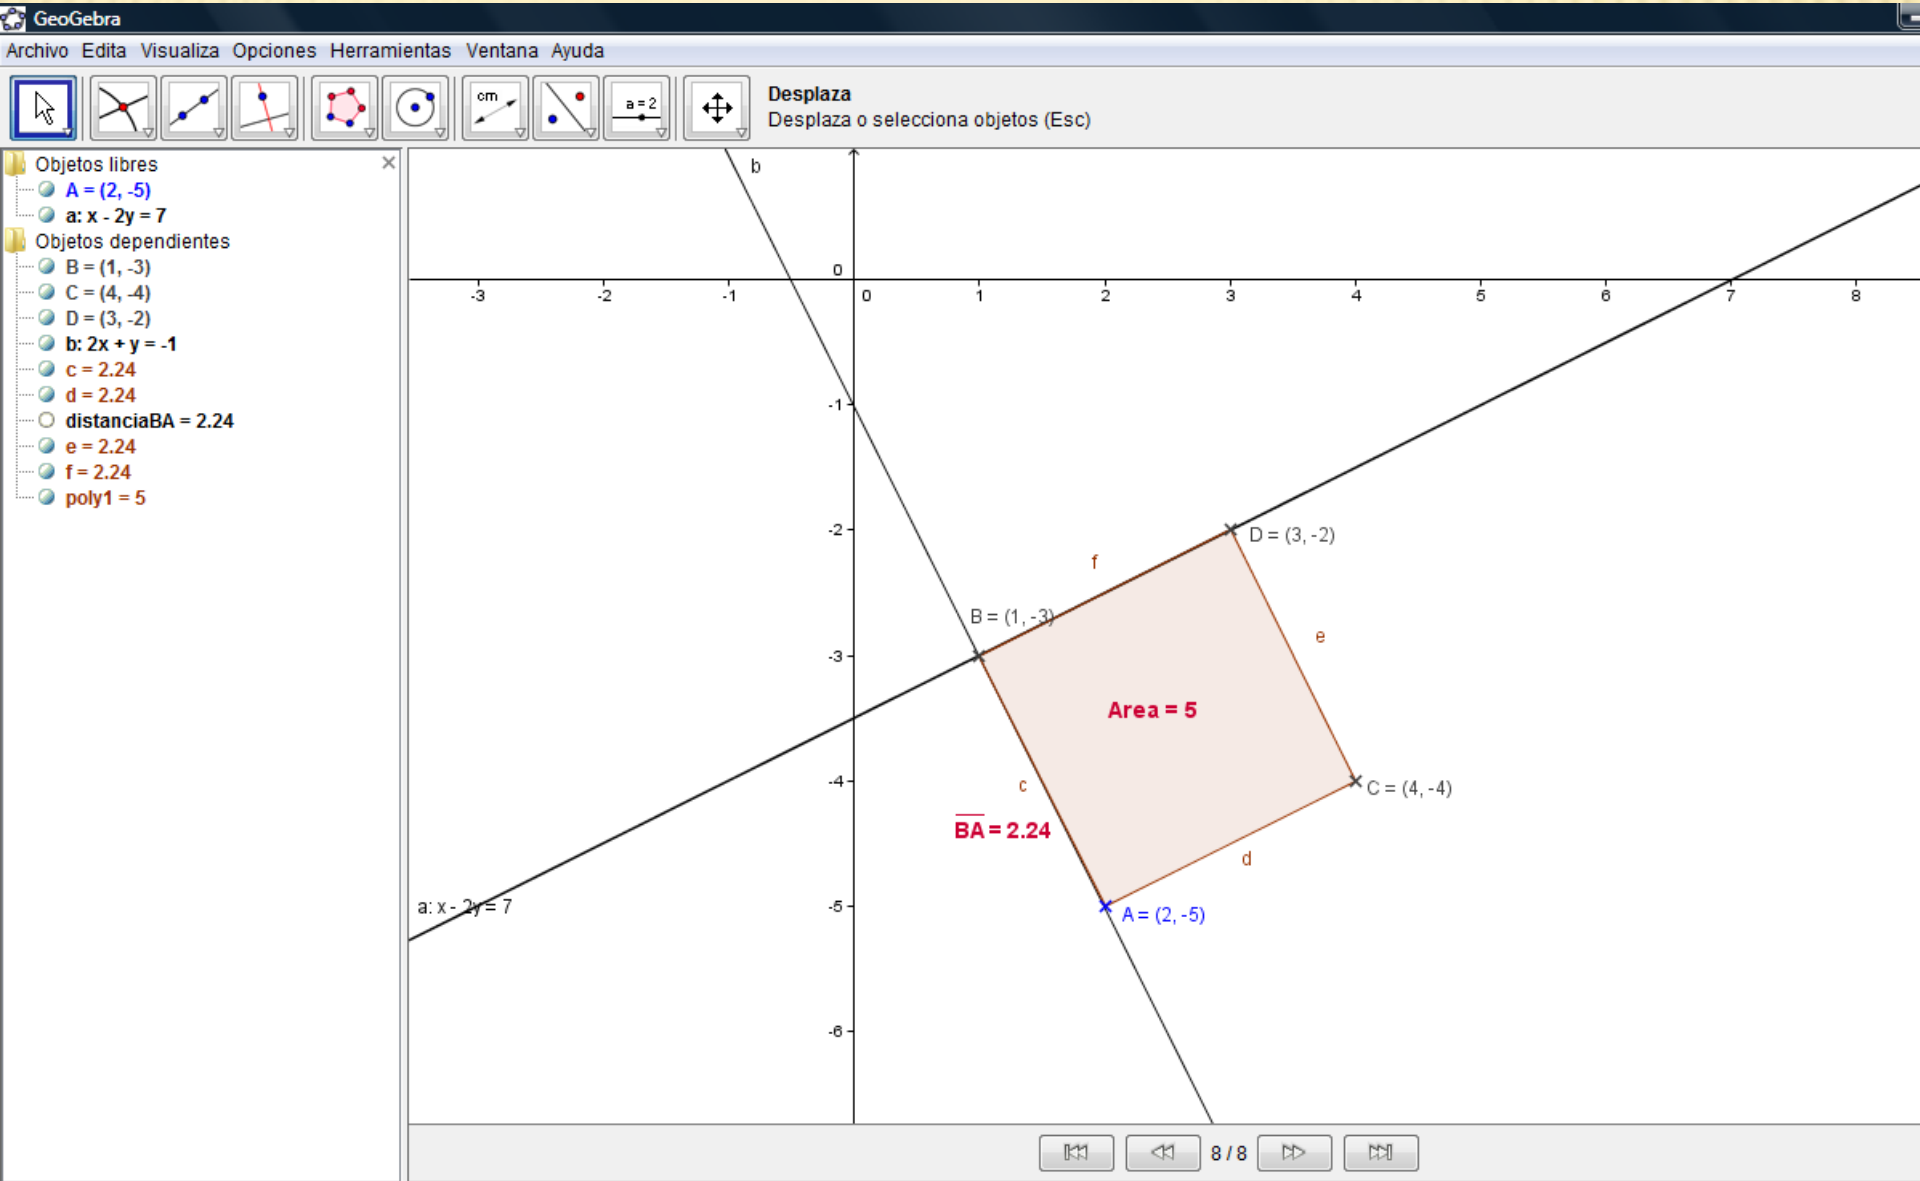 GeoGebra
Archivo Edita Visualiza Opciones Herramientas Ventana Ayuda
cm
a = 2
Desplaza
Desplaza o selecciona objetos (Esc)
Objetos libres
A = (2, -5)
a: x - 2y = 7
Objetos dependientes
B = (1, -3)
C = (4, -4)
D = (3, -2)
b: 2x + y = -1
c = 2.24
d = 2.24
distanciaBA = 2.24
e = 2.24
f = 2.24
poly1 = 5
b
0
-3 -2 -1 0 1 2 3 4 5 6 7 8
-1
-2
D = (3, -2)
f
B = (1, -3)
e
-3
Area = 5
-4
c
C = (4, -4)
BA = 2.24
d
a: x - 2y = 7
-5
A = (2, -5)
-6
8 / 8